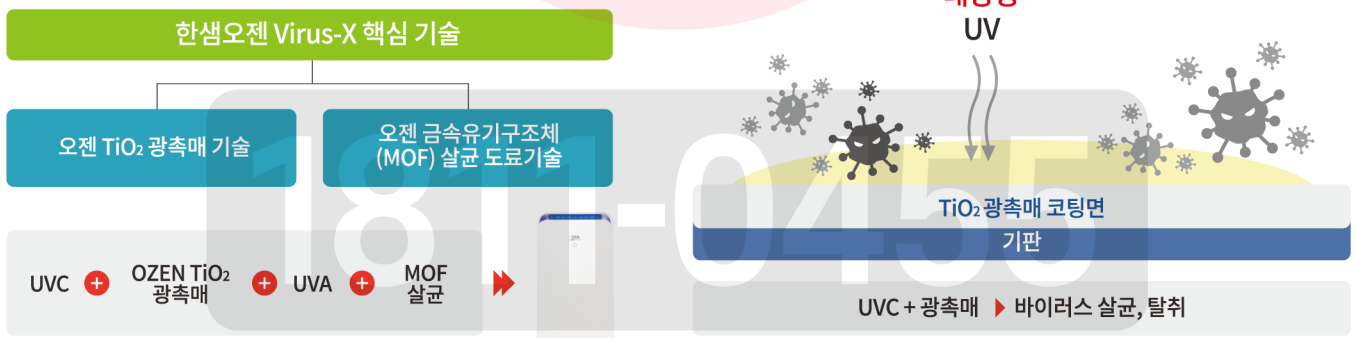 한샘오젠 Virus-X 핵심 기술
오젠 TiO₂ 광촉매 기술
오젠 금속유기구조체
(MOF) 살균 도료기술
UVC + OZEN TiO₂
광촉매 + UVA + MOF
살균
UV
TiO₂ 광촉매 코팅면
기판
UVC + 광촉매 ▶ 바이러스 살균, 탈취
1811-0455